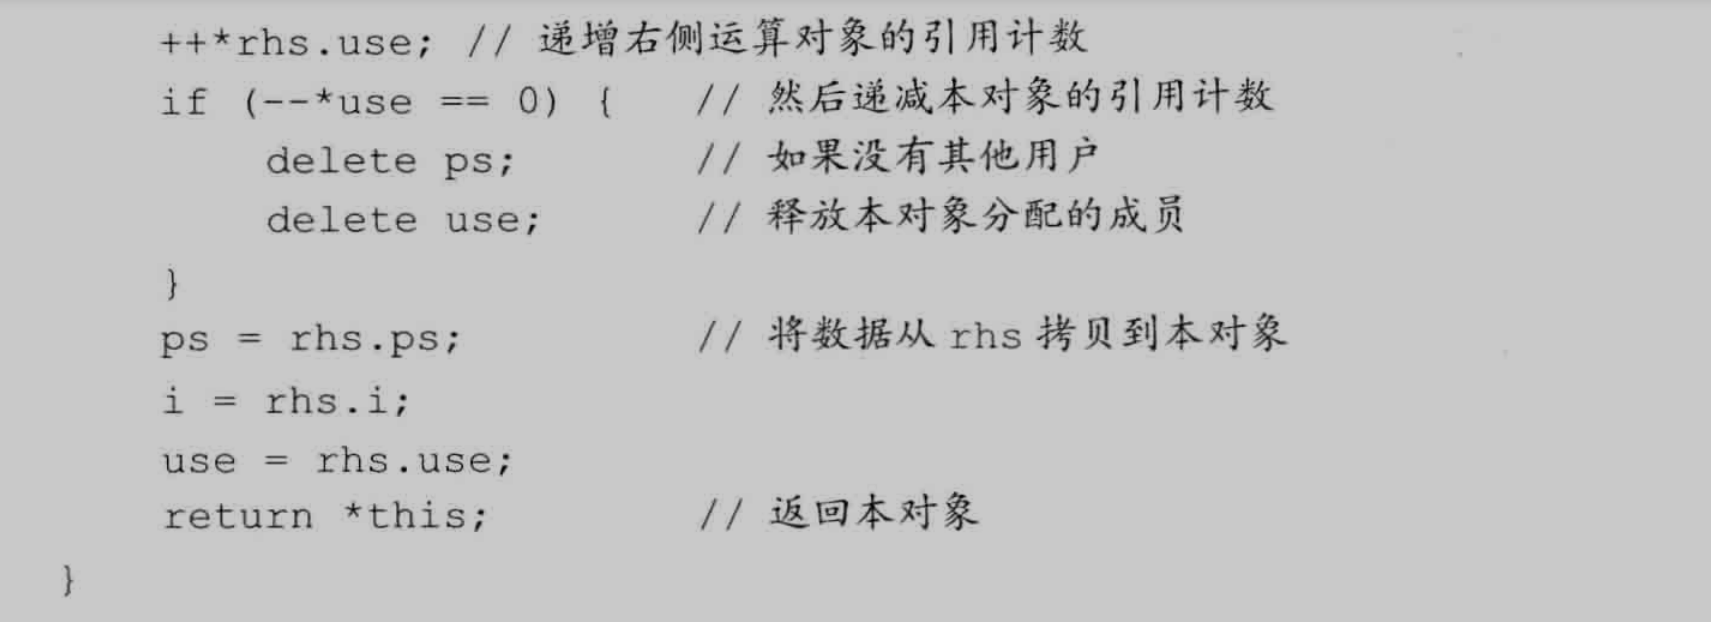 ++*rhs.use; // 递增右侧运算对象的引用计数
if (--*use == 0) { // 然后递减本对象的引用计数
delete ps; // 如果没有其他用户
delete use; // 释放本对象分配的成员
}
ps = rhs.ps; // 将数据从 rhs 拷贝到本对象
i = rhs.i;
use = rhs.use;
return *this; // 返回本对象
}